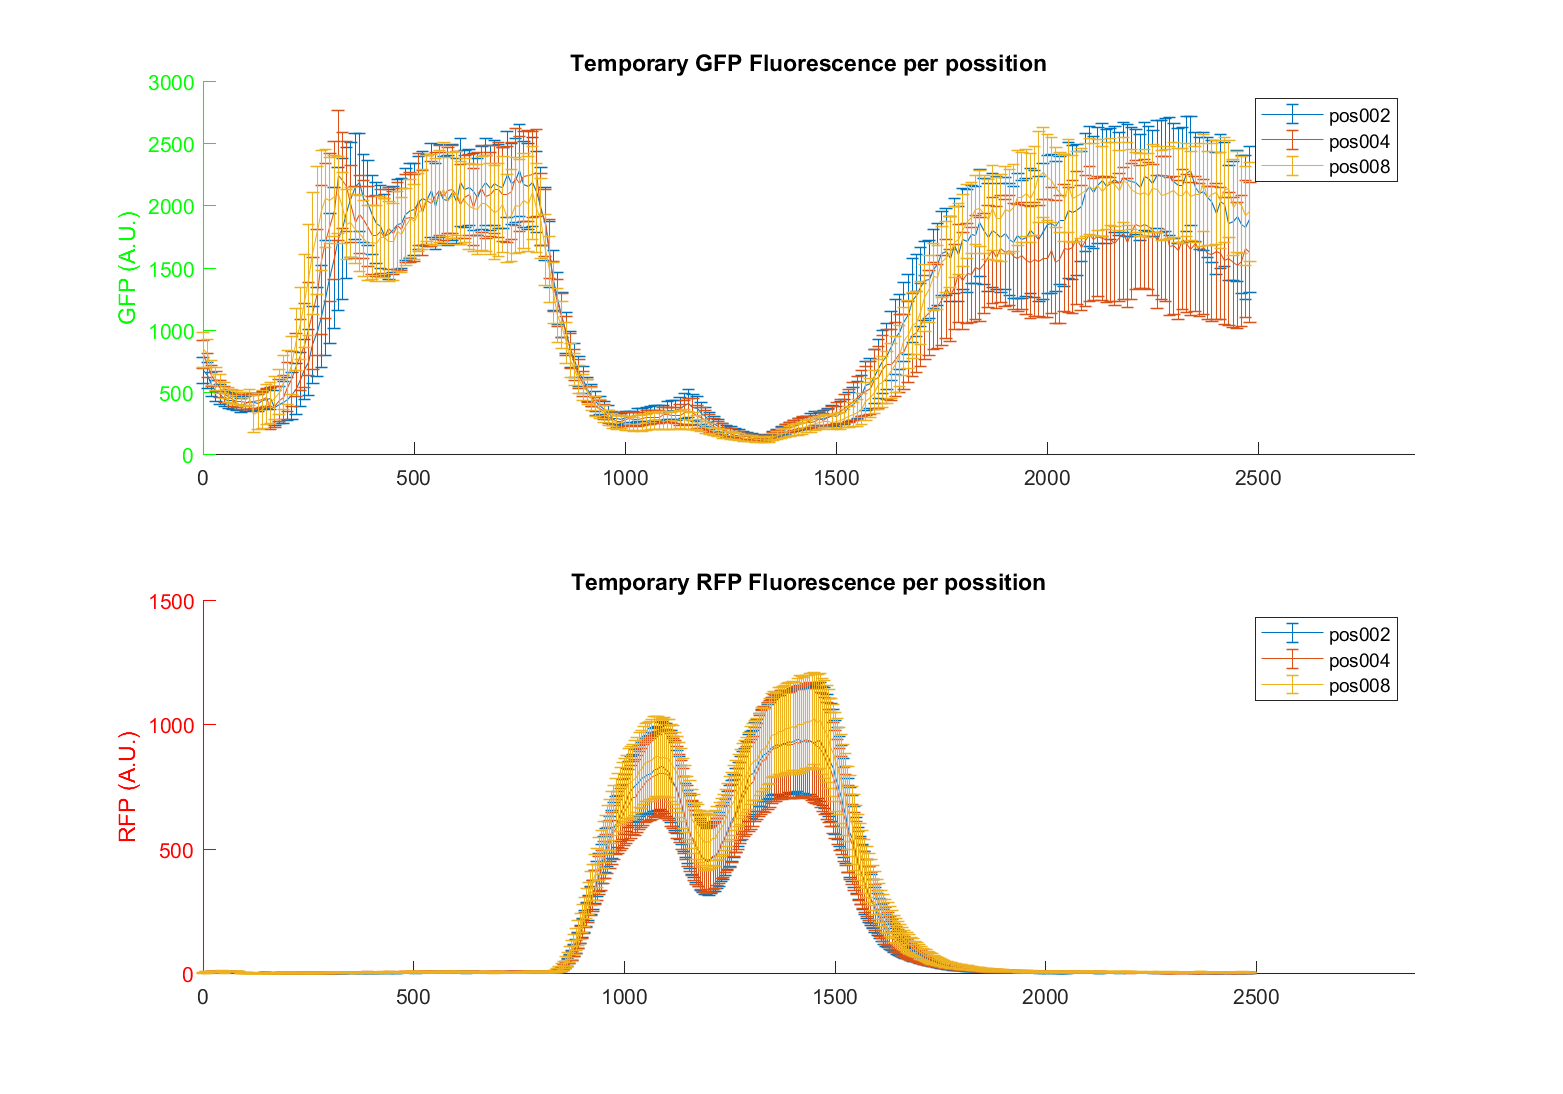 Temporary GFP Fluorescence per possition
GFP (A.U.)
3000
2500
2000
1500
1000
500
0
0 500 1000 1500 2000 2500
pos002
pos004
pos008
Temporary RFP Fluorescence per possition
RFP (A.U.)
1500
1000
500
0
0 500 1000 1500 2000 2500
pos002
pos004
pos008